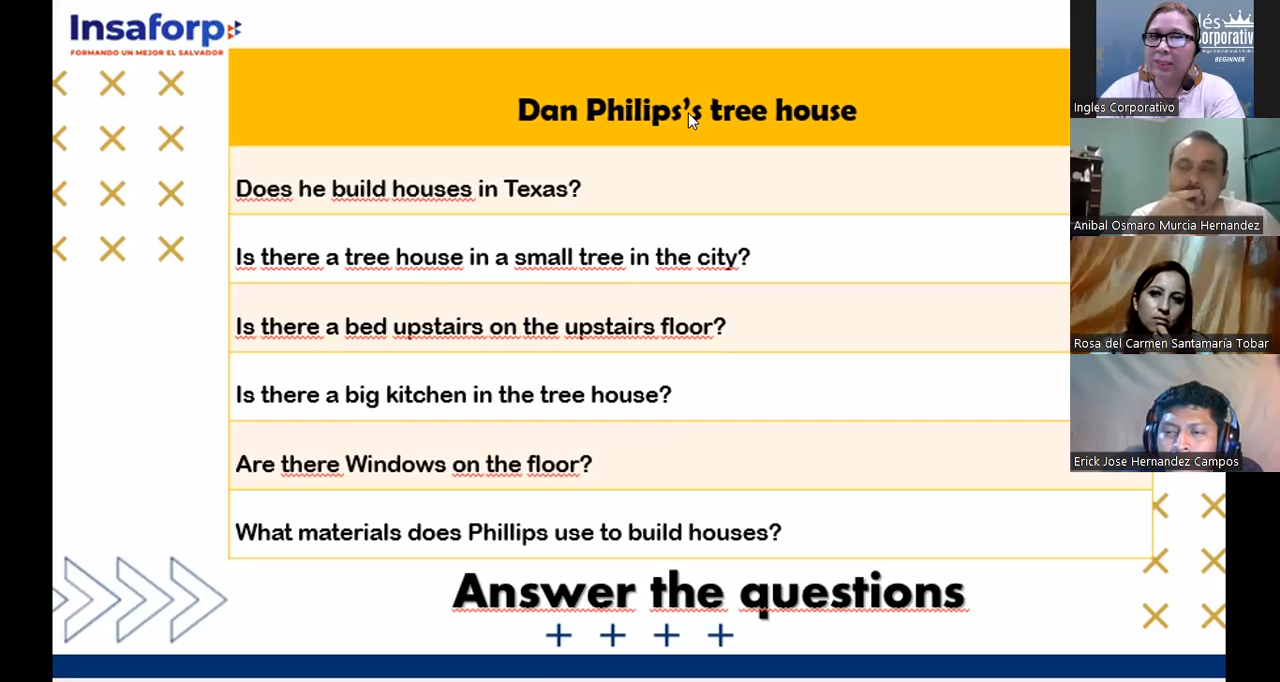 Insaforp
FORMANDO UN MEJOR EL SALVADOR
Dan Philips's tree house
Does he build houses in Texas?
Is there a tree house in a small tree in the city?
Is there a bed upstairs on the upstairs floor?
Is there a big kitchen in the tree house?
Are there Windows on the floor?
What materials does Phillips use to build houses?
Answer the questions
BEGINNER
Ingles Corporativo
Anibal Osmaro Murcia Hernandez
Rosa del Carmen Santamaría Tobar
Erick Jose Hernandez Campos